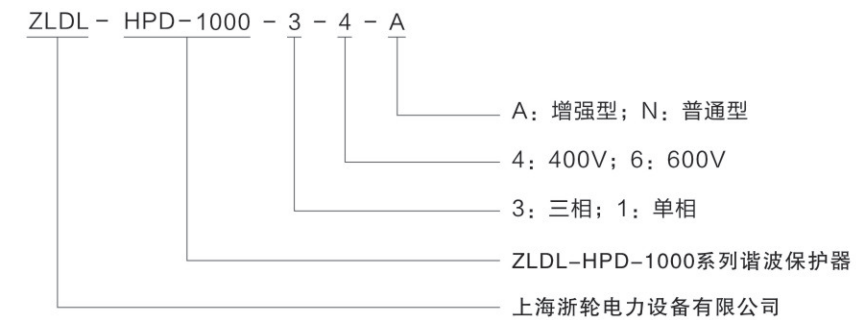 ZLDL - HPD-1000 - 3 - 4 - A
A：增强型；N：普通型
4：400V；6：600V
3：三相；1：单相
ZLDL-HPD-1000系列谐波保护器
上海浙轮电力设备有限公司